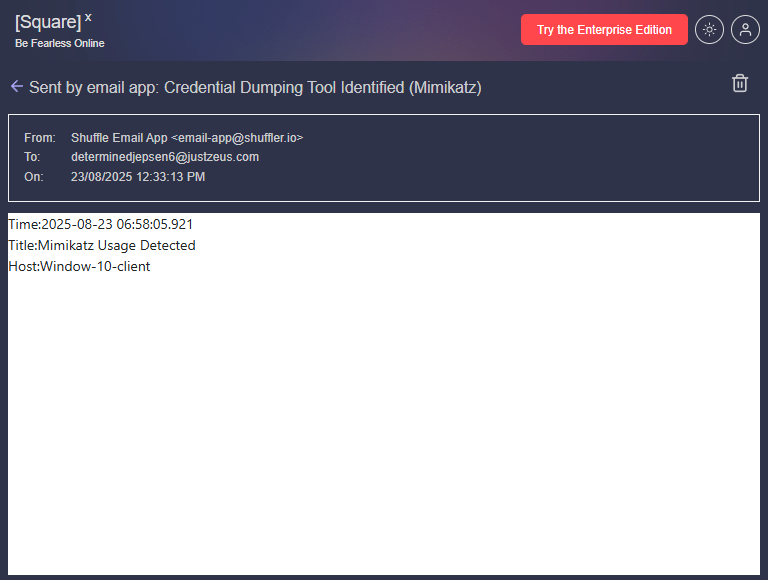 [Square] x
Be Fearless Online
Try the Enterprise Edition
Sent by email app: Credential Dumping Tool Identified (Mimikatz)
From: Shuffle Email App <email-app@shuffler.io>
To: determinedjepsen6@justzeus.com
On: 23/08/2025 12:33:13 PM
Time:2025-08-23 06:58:05.921
Title:Mimikatz Usage Detected
Host:Window-10-client